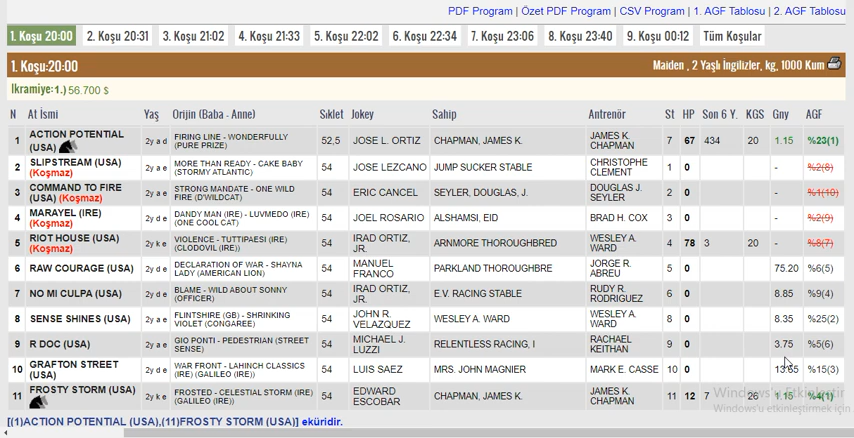 PDF Program | Özet PDF Program | CSV Program | 1. AGF Tablosu | 2. AGF Tablosu
1. Koşu 20:00 2. Koşu 20:31 3. Koşu 21:02 4. Koşu 21:33 5. Koşu 22:02 6. Koşu 22:34 7. Koşu 23:06 8. Koşu 23:40 9. Koşu 00:12 Tüm Koşular
1. Koşu:20:00 Maiden , 2 Yaşlı İngilizler, kg, 1000 Kum
İkramiye:1.) 56.700 $
N At İsmi Yaş Orijin (Baba - Anne) Sıklet Jokey Sahip Antrenör St HP Son 6 Y. KGS Gny AGF
1 ACTION POTENTIAL (USA) 2y a d FIRING LINE - WONDERFULLY (PURE PRIZE) 52,5 JOSE L. ORTIZ CHAPMAN, JAMES K. JAMES K. CHAPMAN 7 67 434 20 1.15 %23(1)
2 SLIPSTREAM (USA) (Koşmaz) 2y a e MORE THAN READY - CAKE BABY (STORMY ATLANTIC) 54 JOSE LEZCANO JUMP SUCKER STABLE CHRISTOPHE CLEMENT 1 0 - %2(8)
3 COMMAND TO FIRE (USA) (Koşmaz) 2y a e STRONG MANDATE - ONE WILD FIRE (D'WILDCAT) 54 ERIC CANCEL SEYLER, DOUGLAS, J. DOUGLAS J. SEYLER 2 0 - %1(10)
4 MARAYEL (IRE) (Koşmaz) 2y d e DANDY MAN (IRE) - LUVMEDO (IRE) (ONE COOL CAT) 54 JOEL ROSARIO ALSHAMSI, EID BRAD H. COX 3 0 - %2(9)
5 RIOT HOUSE (USA) (Koşmaz) 2y k e VIOLENCE - TUTTIPAESI (IRE) (CLODOVIL (IRE)) 54 IRAD ORTIZ, JR. ARNMORE THOROUGHBRED WESLEY A. WARD 4 78 3 20 - %8(7)
6 RAW COURAGE (USA) 2y d e DECLARATION OF WAR - SHAYNA LADY (AMERICAN LION) 54 MANUEL FRANCO PARKLAND THOROUGHBRE JORGE R. ABREU 5 0 75.20 %6(5)
7 NO MI CULPA (USA) 2y d e BLAME - WILD ABOUT SONNY (OFFICER) 54 IRAD ORTIZ, JR. E.V. RACING STABLE RUDY R. RODRIGUEZ 6 0 8.85 %9(4)
8 SENSE SHINES (USA) 2y a e FLINTSHIRE (GB) - SHRINKING VIOLET (CONGAREE) 54 JOHN R. VELAZQUEZ WESLEY A. WARD WESLEY A. WARD 8 0 8.35 %25(2)
9 R DOC (USA) 2y a e GIO PONTI - PEDESTRIAN (STREET SENSE) 54 MICHAEL J. LUZZI RELENTLESS RACING, I RACHAEL KEITHAN 9 0 3.75 %5(6)
10 GRAFTON STREET (USA) 2y d e WAR FRONT - LAHINCH CLASSICS (IRE) (GALILEO (IRE)) 54 LUIS SAEZ MRS. JOHN MAGNIER MARK E. CASSE 10 0 %15(3)
11 FROSTY STORM (USA) 2y k e FROSTED - CELESTIAL STORM (IRE) (GALILEO (IRE)) 54 EDWARD ESCOBAR CHAPMAN, JAMES K. JAMES K. CHAPMAN 11 12 7 26 1.15 %4(1)
Windows'u Etkinleştir
Windows'u etkinleştirmek için
[(1)ACTION POTENTIAL (USA),(11)FROSTY STORM (USA)] eküridir.